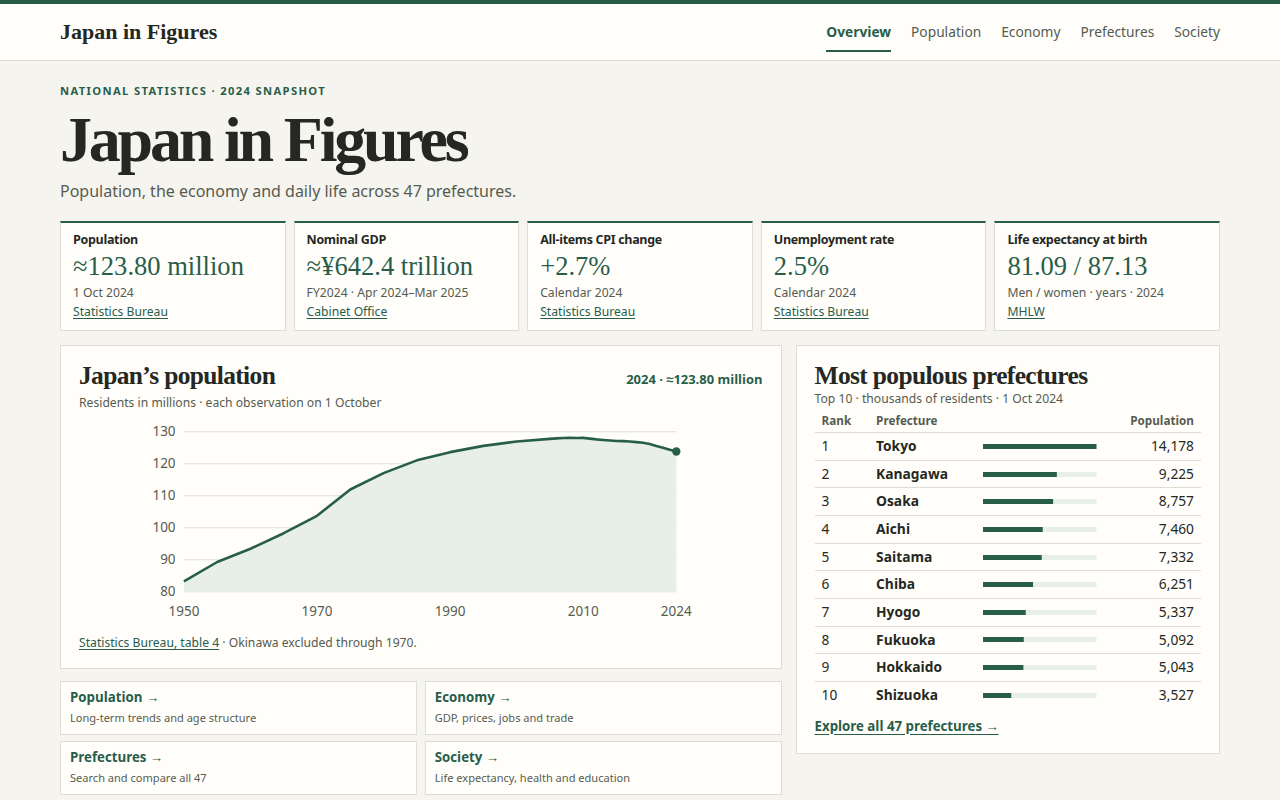 Japan in Figures
Overview Population Economy Prefectures Society
NATIONAL STATISTICS · 2024 SNAPSHOT
Japan in Figures
Population, the economy and daily life across 47 prefectures.
Population
≈123.80 million
1 Oct 2024
Statistics Bureau
Nominal GDP
≈¥642.4 trillion
FY2024 · Apr 2024–Mar 2025
Cabinet Office
All-items CPI change
+2.7%
Calendar 2024
Statistics Bureau
Unemployment rate
2.5%
Calendar 2024
Statistics Bureau
Life expectancy at birth
81.09 / 87.13
Men / women · years · 2024
MHLW
Japan’s population
2024 · ≈123.80 million
Residents in millions · each observation on 1 October
130
120
110
100
90
80
1950 1970 1990 2010 2024
Statistics Bureau, table 4 · Okinawa excluded through 1970.
Population →
Long-term trends and age structure
Economy →
GDP, prices, jobs and trade
Prefectures →
Search and compare all 47
Society →
Life expectancy, health and education
Most populous prefectures
Top 10 · thousands of residents · 1 Oct 2024
Rank Prefecture Population
1 Tokyo 14,178
2 Kanagawa 9,225
3 Osaka 8,757
4 Aichi 7,460
5 Saitama 7,332
6 Chiba 6,251
7 Hyogo 5,337
8 Fukuoka 5,092
9 Hokkaido 5,043
10 Shizuoka 3,527
Explore all 47 prefectures →